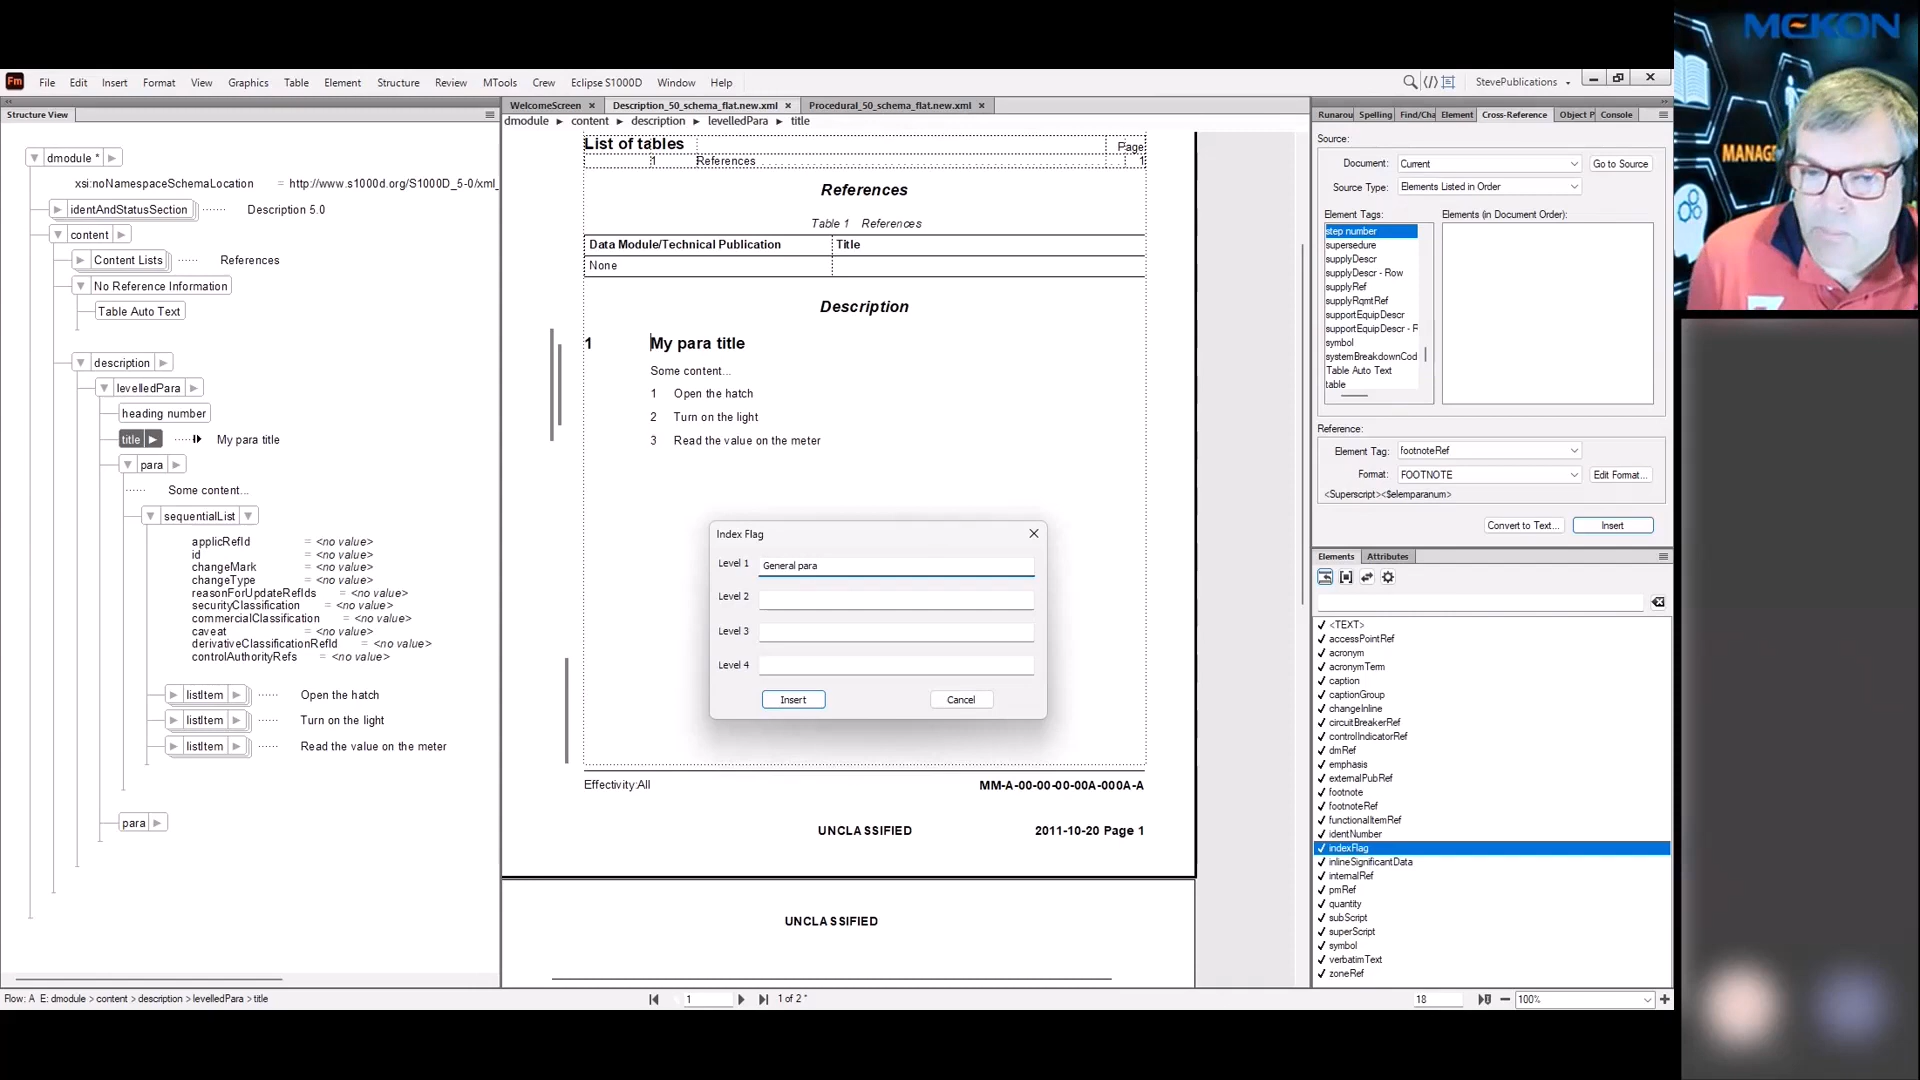 MEKON
MANAG
Fm File Edit Insert Format View Graphics Table Element Structure Review MTools Crew Eclipse S1000D Window Help
StevePublications
Structure View
WelcomeScreen Description_50_schema_flat.new.xml Procedural_50_schema_flat.new.xml
dmodule content description levelledPara title
dmodule *
xsi:noNamespaceSchemaLocation = http://www.s1000d.org/S1000D_5-0/xml_
identAndStatusSection Description 5.0
content
Content Lists References
No Reference Information
Table Auto Text
description
levelledPara
heading number
title My para title
para
Some content...
sequentialList
applicRefId = <no value>
id = <no value>
changeMark = <no value>
changeType = <no value>
reasonForUpdateRefIds = <no value>
securityClassification = <no value>
commercialClassification = <no value>
caveat = <no value>
derivativeClassificationRefId = <no value>
controlAuthorityRefs = <no value>
listItem Open the hatch
listItem Turn on the light
listItem Read the value on the meter
para
List of tables
Page
1 References 1
References
Table 1 References
Data Module/Technical Publication Title
None
Description
1 My para title
Some content...
1 Open the hatch
2 Turn on the light
3 Read the value on the meter
Index Flag
Level 1 General para
Level 2
Level 3
Level 4
Insert Cancel
Effectivity:All MM-A-00-00-00-00A-000A-A
UNCLASSIFIED 2011-10-20 Page 1
UNCLASSIFIED
Runarou Spelling Find/Cha Element Cross-Reference Object P Console
Source:
Document: Current Go to Source
Source Type: Elements Listed in Order
Element Tags: Elements (in Document Order):
step number
supersedure
supplyDescr
supplyDescr - Row
supplyRef
supplyRqmtRef
supportEquipDescr
supportEquipDescr - R
symbol
systemBreakdownCod
Table Auto Text
table
Reference:
Element Tag: footnoteRef
Format: FOOTNOTE Edit Format...
<Superscript><$elemparanum>
Convert to Text... Insert
Elements Attributes
<TEXT>
accessPointRef
acronym
acronymTerm
caption
captionGroup
changeInline
circuitBreakerRef
controlIndicatorRef
dmRef
emphasis
externalPubRef
footnote
footnoteRef
functionalItemRef
identNumber
indexFlag
inlineSignificantData
internalRef
pmRef
quantity
subScript
superScript
symbol
verbatimText
zoneRef
Flow: A E: dmodule > content > description > levelledPara > title
1 1 of 2 *
18 100%